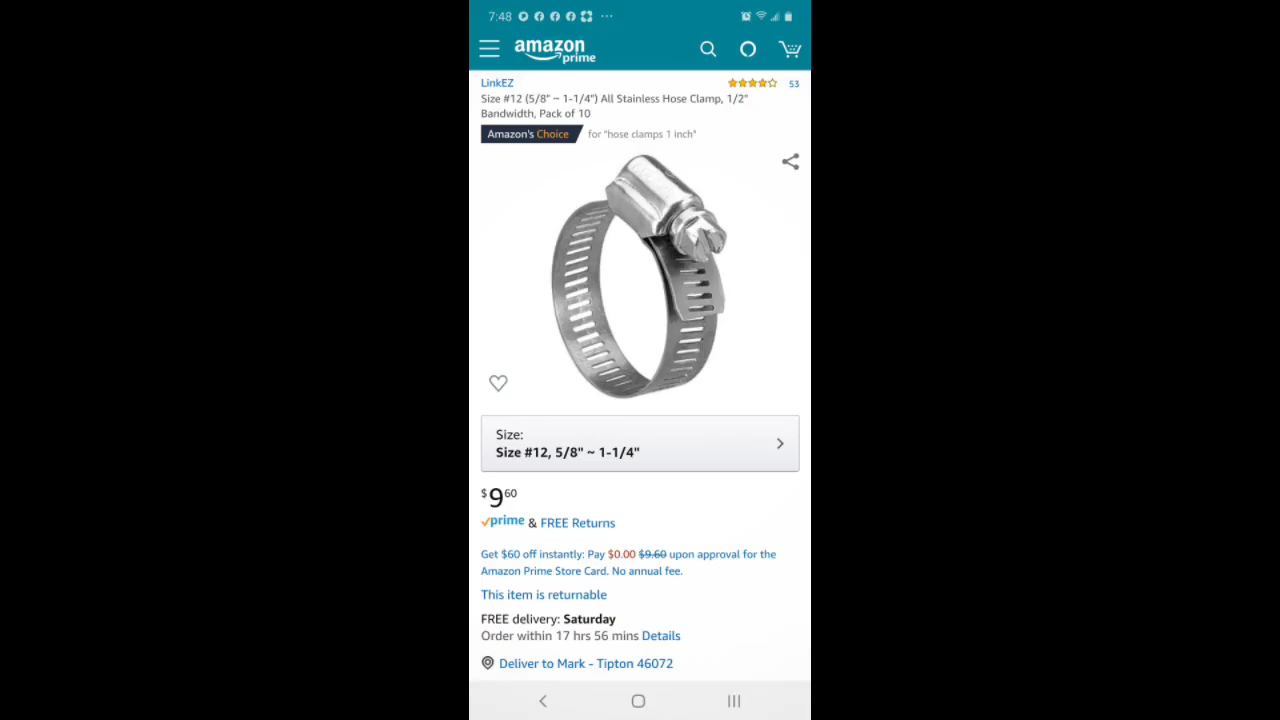 7:48
amazon
prime
LinkEZ
53
Size #12 (5/8" ~ 1-1/4") All Stainless Hose Clamp, 1/2"
Bandwidth, Pack of 10
Amazon's Choice for "hose clamps 1 inch"
Size:
Size #12, 5/8" ~ 1-1/4"
$9.60
prime & FREE Returns
Get $60 off instantly: Pay $0.00 $9.60 upon approval for the
Amazon Prime Store Card. No annual fee.
This item is returnable
FREE delivery: Saturday
Order within 17 hrs 56 mins Details
Deliver to Mark - Tipton 46072